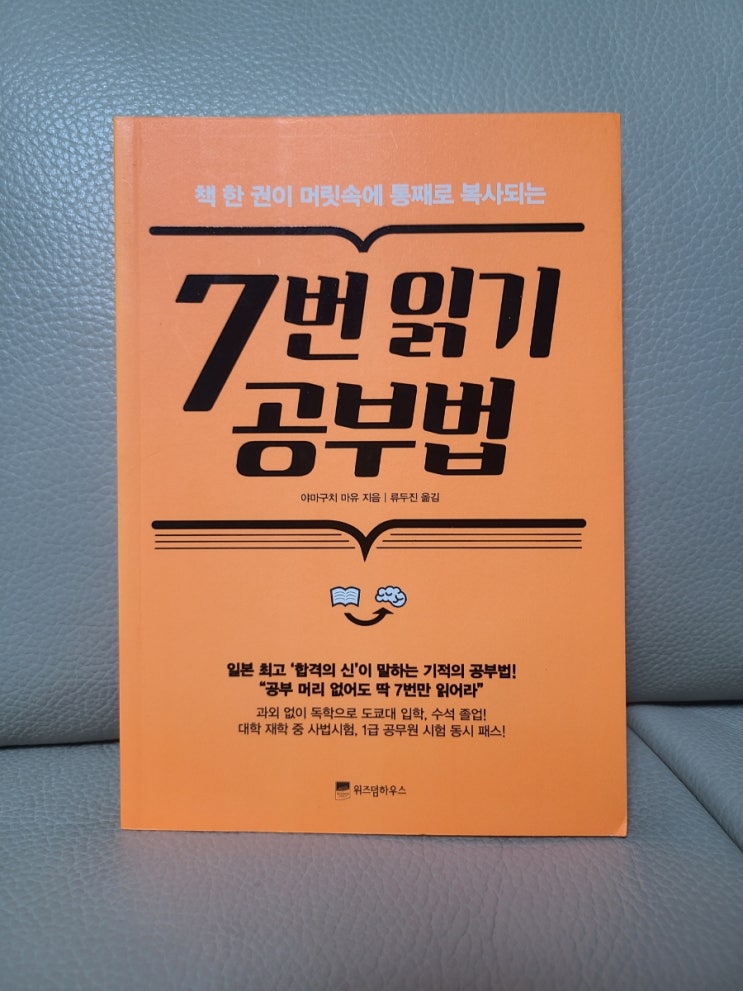 책 한 권이 머릿속에 통째로 복사되는
7번 읽기
공부법
야마구치 마유 지음 | 류두진 옮김
일본 최고 '합격의 신'이 말하는 기적의 공부법!
"공부 머리 없어도 딱 7번만 읽어라"
과외 없이 독학으로 도쿄대 입학, 수석 졸업!
대학 재학 중 사법시험, 1급 공무원 시험 동시 패스!
위즈덤하우스